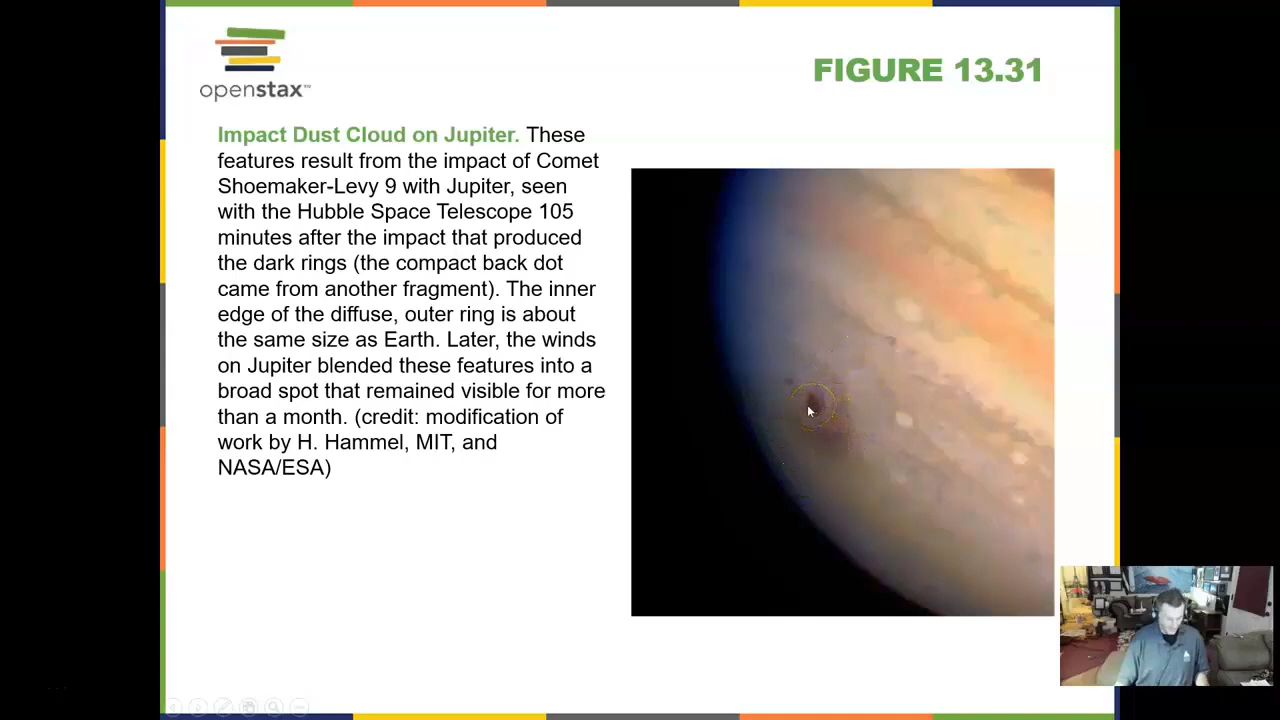 openstax™
FIGURE 13.31
Impact Dust Cloud on Jupiter. These
features result from the impact of Comet
Shoemaker-Levy 9 with Jupiter, seen
with the Hubble Space Telescope 105
minutes after the impact that produced
the dark rings (the compact back dot
came from another fragment). The inner
edge of the diffuse, outer ring is about
the same size as Earth. Later, the winds
on Jupiter blended these features into a
broad spot that remained visible for more
than a month. (credit: modification of
work by H. Hammel, MIT, and
NASA/ESA)